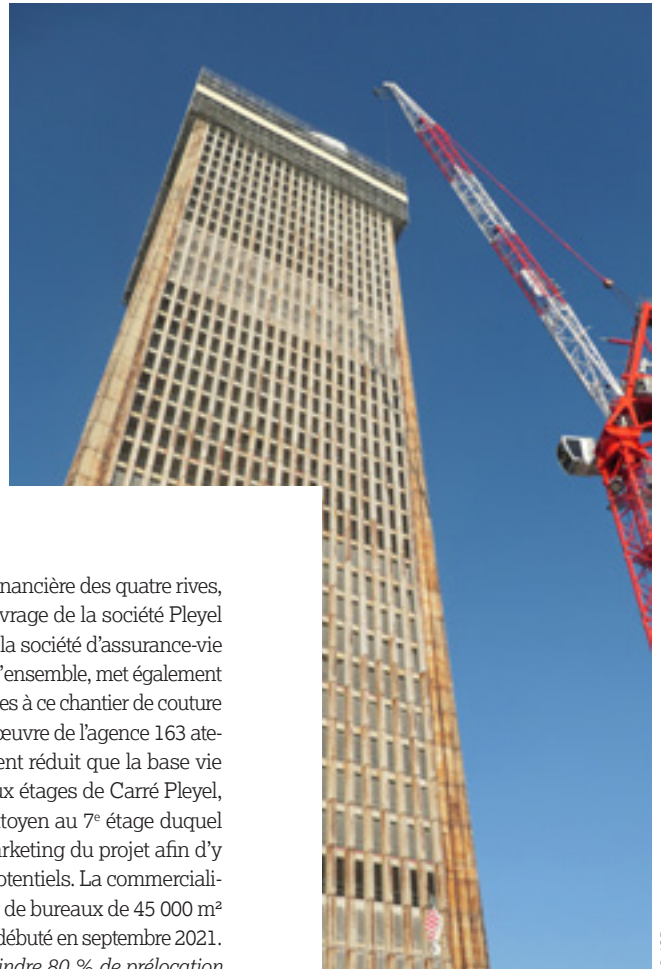 nancière des quatre rives,
vrage de la société Pleyel
la société d'assurance-vie
'ensemble, met également
es à ce chantier de couture
œuvre de l'agence 163 ate-
ent réduit que la base vie
ux étages de Carré Pleyel,
toyen au 7ᵉ étage duquel
rketing du projet afin d'y
otentiels. La commerciali-
de bureaux de 45 000 m²
débuté en septembre 2021.
indre 80 % de prélocation